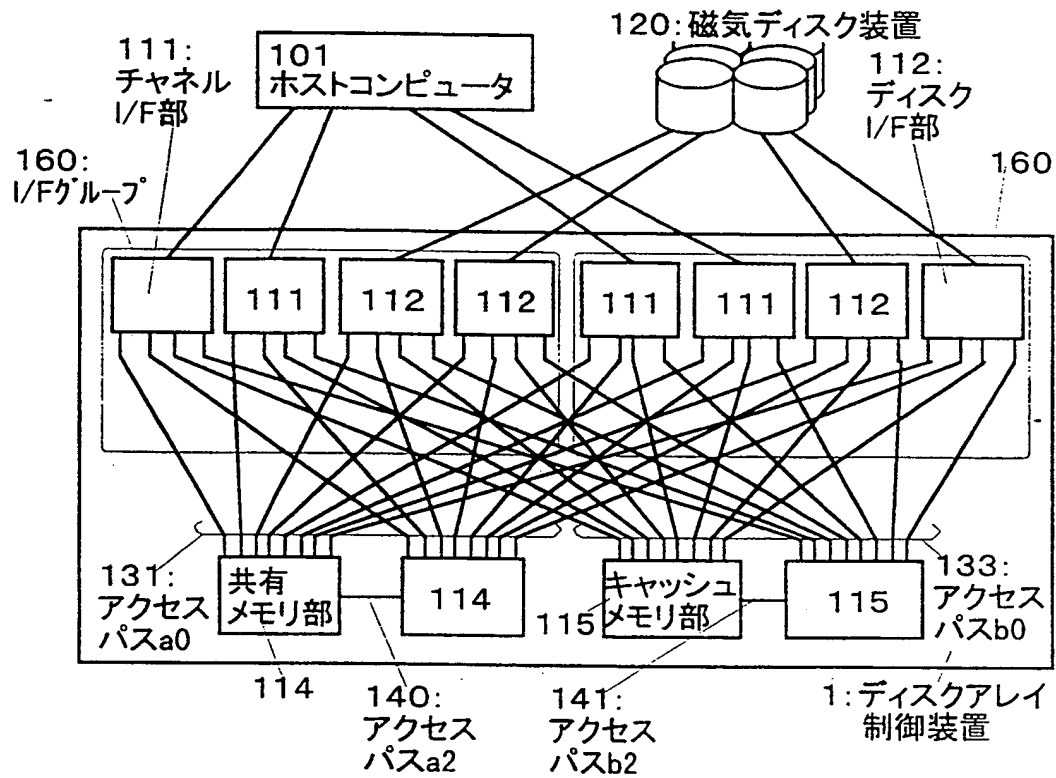 120:磁気ディスク装置
111:
チャネル
I/F部
101
ホストコンピュータ
112:
ディスク
I/F部
160:
I/Fグループ
160
111
112
112
111
111
112
131:
アクセス
パスa0
共有
メモリ部
114
115
キャッシュ
メモリ部
115
133:
アクセス
パスb0
114
140:
アクセス
パスa2
141:
アクセス
パスb2
1:ディスクアレイ
制御装置